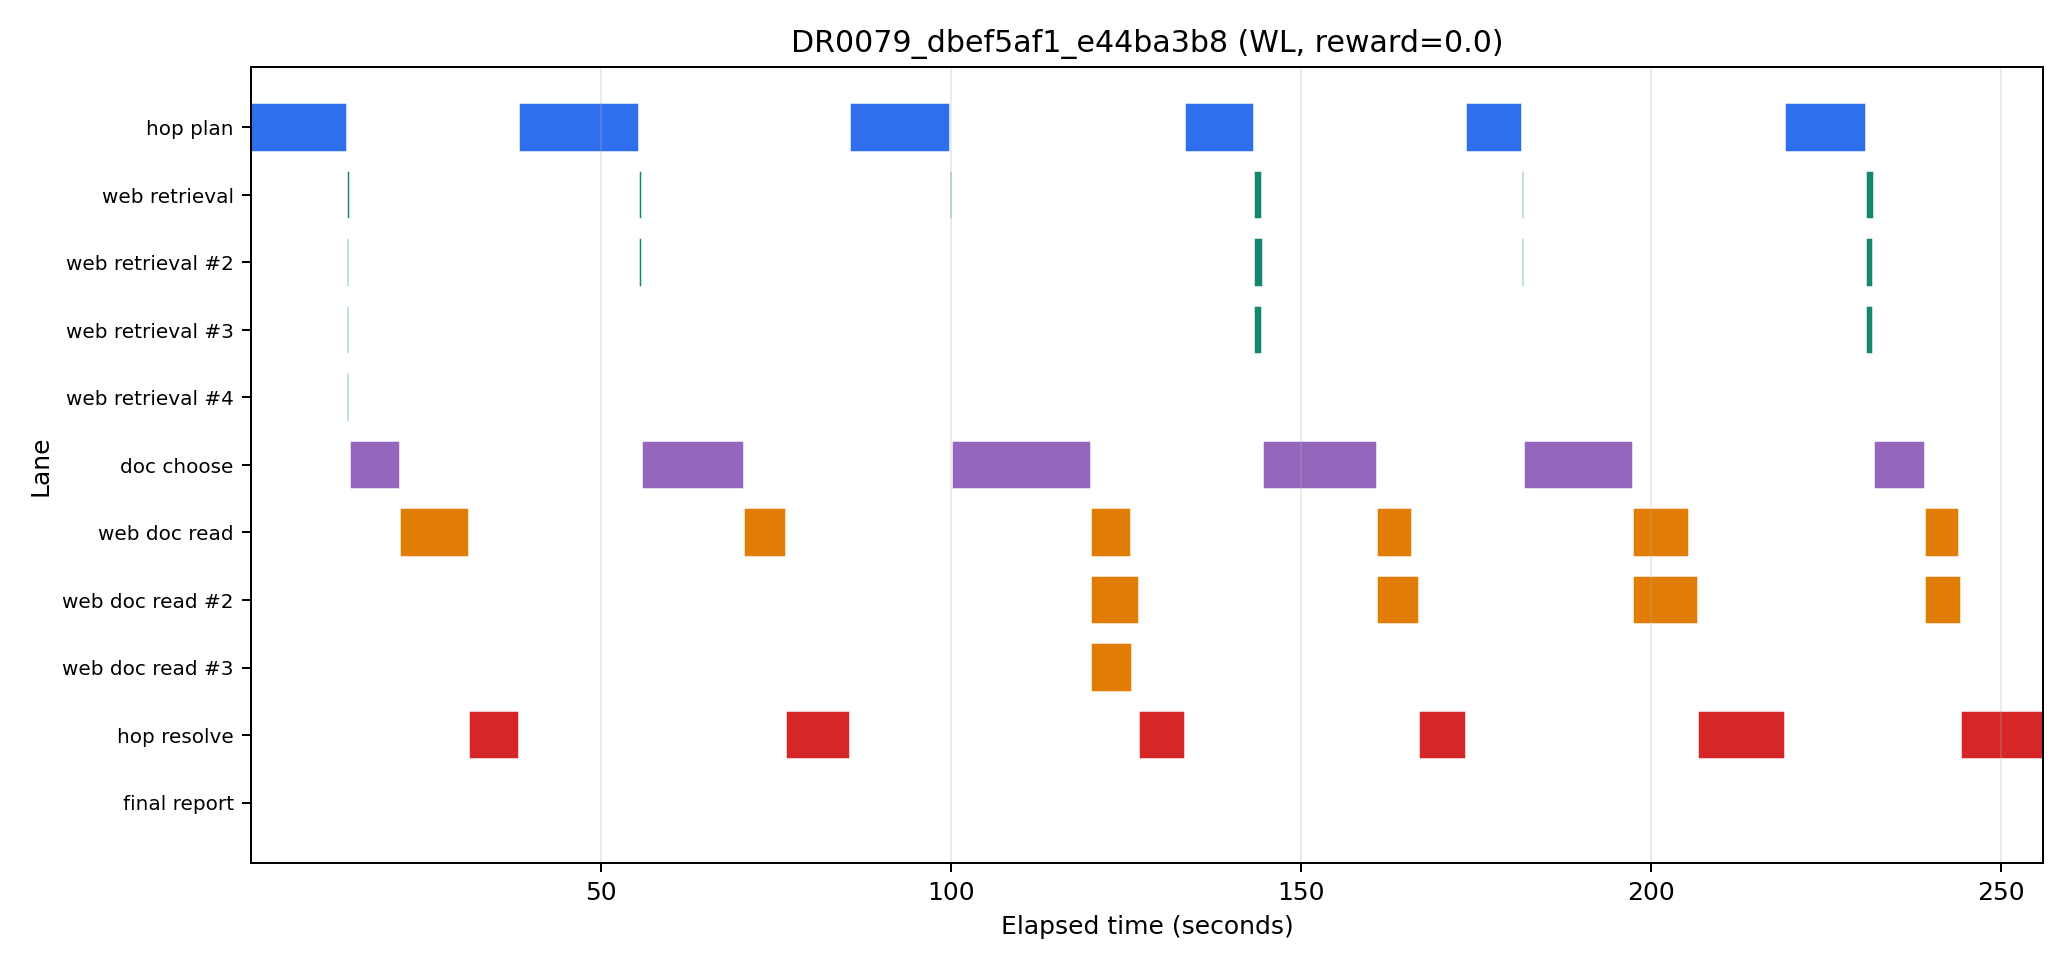 DR0079_dbef5af1_e44ba3b8 (WL, reward=0.0)
Lane
hop plan
web retrieval
web retrieval #2
web retrieval #3
web retrieval #4
doc choose
web doc read
web doc read #2
web doc read #3
hop resolve
final report
50 100 150 200 250
Elapsed time (seconds)